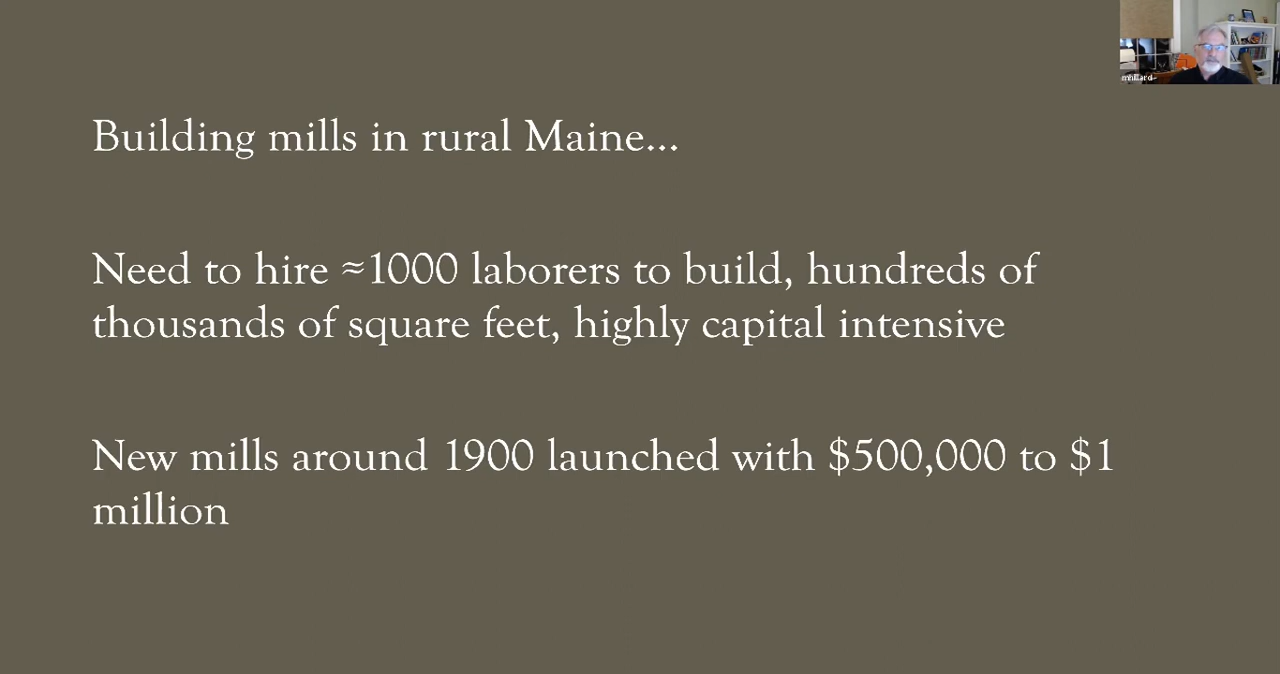 mhillard
Building mills in rural Maine...
Need to hire ≈1000 laborers to build, hundreds of
thousands of square feet, highly capital intensive
New mills around 1900 launched with $500,000 to $1
million